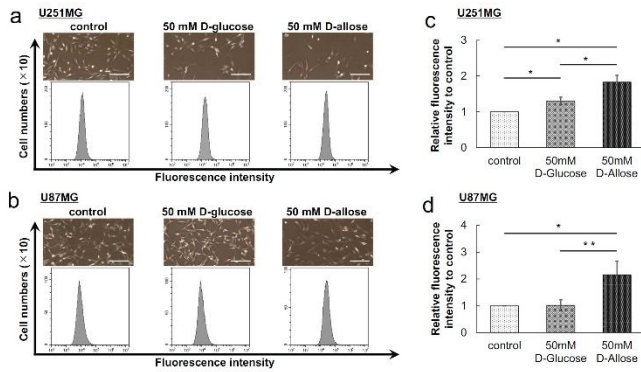 a
U251MG
control
50 mM D-glucose
50 mM D-allose
Cell numbers (×10)
Fluorescence intensity
b
U87MG
control
50 mM D-glucose
50 mM D-allose
Cell numbers (×10)
Fluorescence intensity
c
U251MG
Relative fluorescence
intensity to control
3
2
1
0
*
*
*
control
50mM
D-Glucose
50mM
D-Allose
d
U87MG
Relative fluorescence
intensity to control
4
3
2
1
0
*
**
control
50mM
D-Glucose
50mM
D-Allose